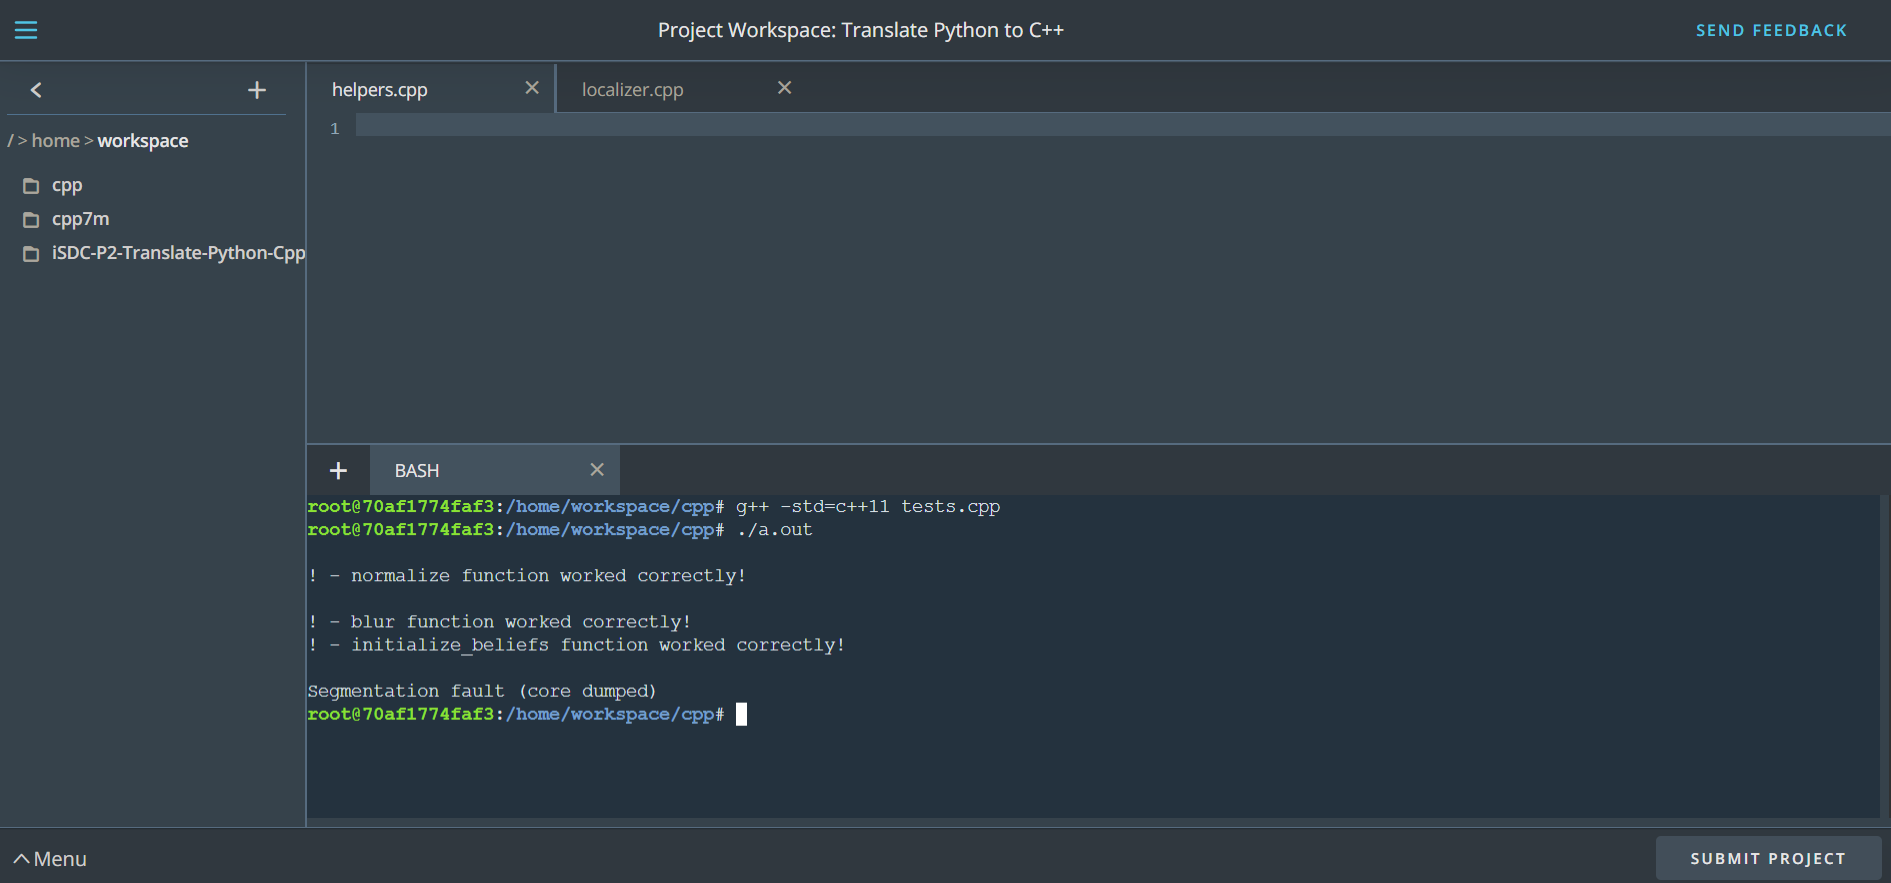 Project Workspace: Translate Python to C++
SEND FEEDBACK
/ > home > workspace
cpp
cpp7m
iSDC-P2-Translate-Python-Cpp
helpers.cpp
localizer.cpp
1
BASH
root@70af1774faf3:/home/workspace/cpp# g++ -std=c++11 tests.cpp
root@70af1774faf3:/home/workspace/cpp# ./a.out
! - normalize function worked correctly!
! - blur function worked correctly!
! - initialize_beliefs function worked correctly!
Segmentation fault (core dumped)
root@70af1774faf3:/home/workspace/cpp#
Menu
SUBMIT PROJECT